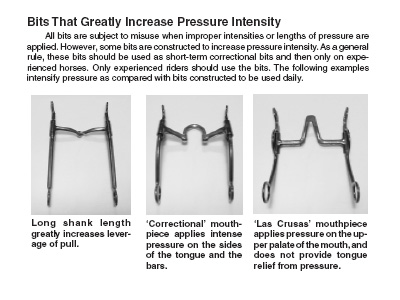 Bits That Greatly Increase Pressure Intensity
All bits are subject to misuse when improper intensities or lengths of pressure are
applied. However, some bits are constructed to increase pressure intensity. As a general
rule, these bits should be used as short-term correctional bits and then only on expe-
rienced horses. Only experienced riders should use the bits. The following examples
intensify pressure as compared with bits constructed to be used daily.
Long shank length
greatly increases lever-
age of pull.
'Correctional' mouth-
piece applies intense
pressure on the sides
of the tongue and the
bars.
'Las Crusas' mouthpiece
applies pressure on the up-
per palate of the mouth, and
does not provide tongue
relief from pressure.